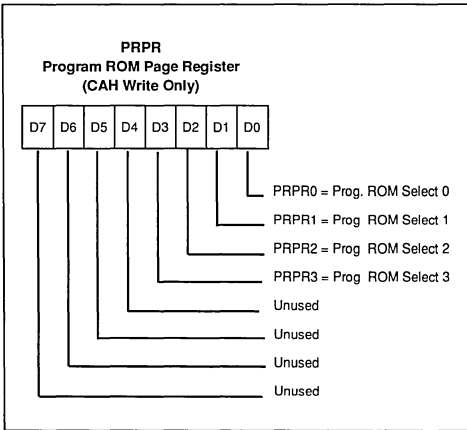 PRPR
Program ROM Page Register
(CAH Write Only)
D7 D6 D5 D4 D3 D2 D1 D0
PRPR0 = Prog. ROM Select 0
PRPR1 = Prog ROM Select 1
PRPR2 = Prog ROM Select 2
PRPR3 = Prog ROM Select 3
Unused
Unused
Unused
Unused